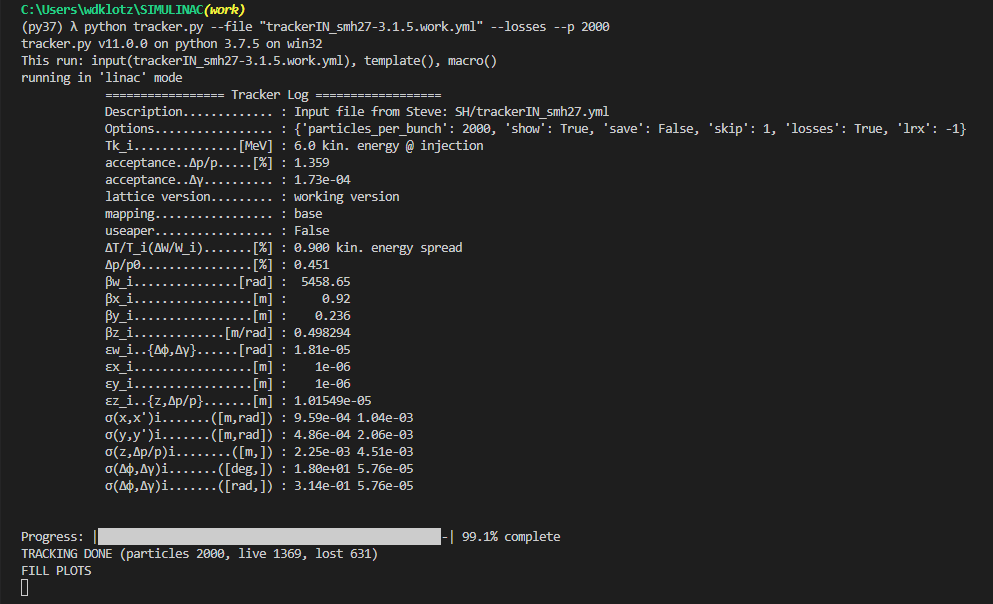 C:\Users\wdklotz\SIMULINAC(work)
(py37) λ python tracker.py --file "trackerIN_smh27-3.1.5.work.yml" --losses --p 2000
tracker.py v11.0.0 on python 3.7.5 on win32
This run: input(trackerIN_smh27-3.1.5.work.yml), template(), macro()
running in 'linac' mode
================= Tracker Log ==================
Description............. : Input file from Steve: SH/trackerIN_smh27.yml
Options................. : {'particles_per_bunch': 2000, 'show': True, 'save': False, 'skip': 1, 'losses': True, 'lrx': -1}
Tk_i...............[MeV] : 6.0 kin. energy @ injection
acceptance..Δp/p.....[%] : 1.359
acceptance..Δγ.......... : 1.73e-04
lattice version......... : working version
mapping................. : base
useaper................. : False
ΔT/T_i(ΔW/W_i).......[%] : 0.900 kin. energy spread
Δp/p0................[%] : 0.451
βw_i...............[rad] :  5458.65
βx_i.................[m] :     0.92
βy_i.................[m] :    0.236
βz_i.............[m/rad] : 0.498294
εw_i..{Δϕ,Δγ}......[rad] : 1.81e-05
εx_i.................[m] :    1e-06
εy_i.................[m] :    1e-06
εz_i..{z,Δp/p}.......[m] : 1.01549e-05
σ(x,x')i.......([m,rad]) : 9.59e-04 1.04e-03
σ(y,y')i.......([m,rad]) : 4.86e-04 2.06e-03
σ(z,Δp/p)i........([m,]) : 2.25e-03 4.51e-03
σ(Δϕ,Δγ)i.......([deg,]) : 1.80e+01 5.76e-05
σ(Δϕ,Δγ)i.......([rad,]) : 3.14e-01 5.76e-05
Progress: |█████████████████████████████████████████████████-| 99.1% complete
TRACKING DONE (particles 2000, live 1369, lost 631)
FILL PLOTS